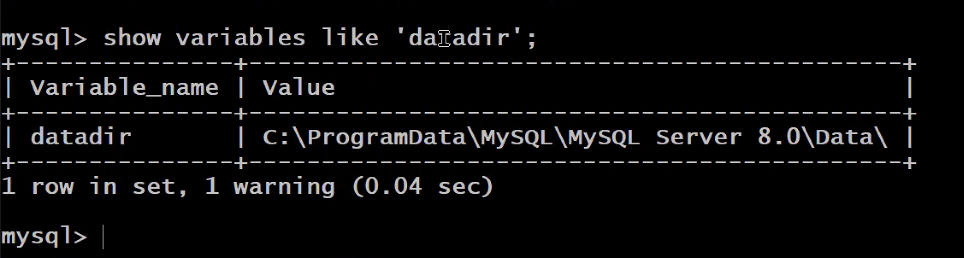 mysql> show variables like 'datadir';
+---------------+---------------------------------------------+
| Variable_name | Value                                       |
+---------------+---------------------------------------------+
| datadir       | C:\ProgramData\MySQL\MySQL Server 8.0\Data\ |
+---------------+---------------------------------------------+
1 row in set, 1 warning (0.04 sec)
mysql>